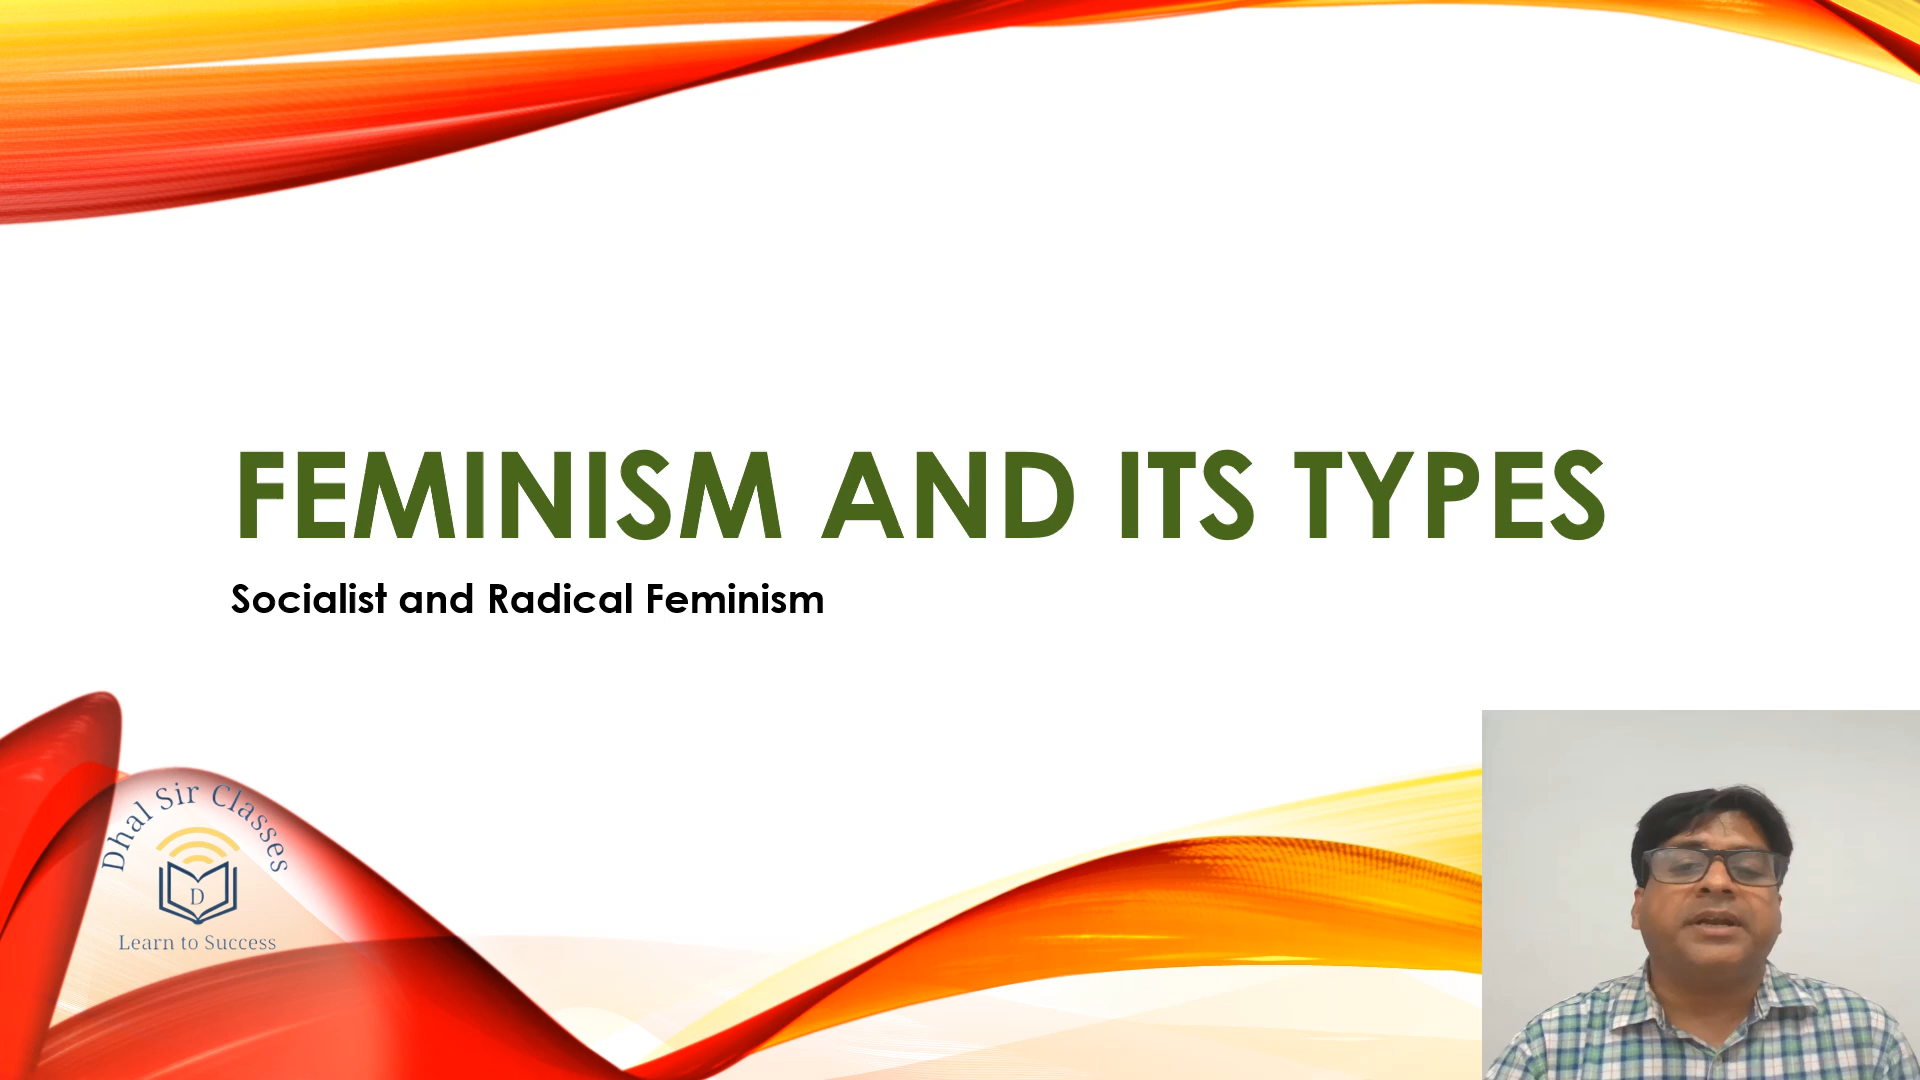 FEMINISM AND ITS TYPES
Socialist and Radical Feminism
Dhal Sir Classes
D
Learn to Success